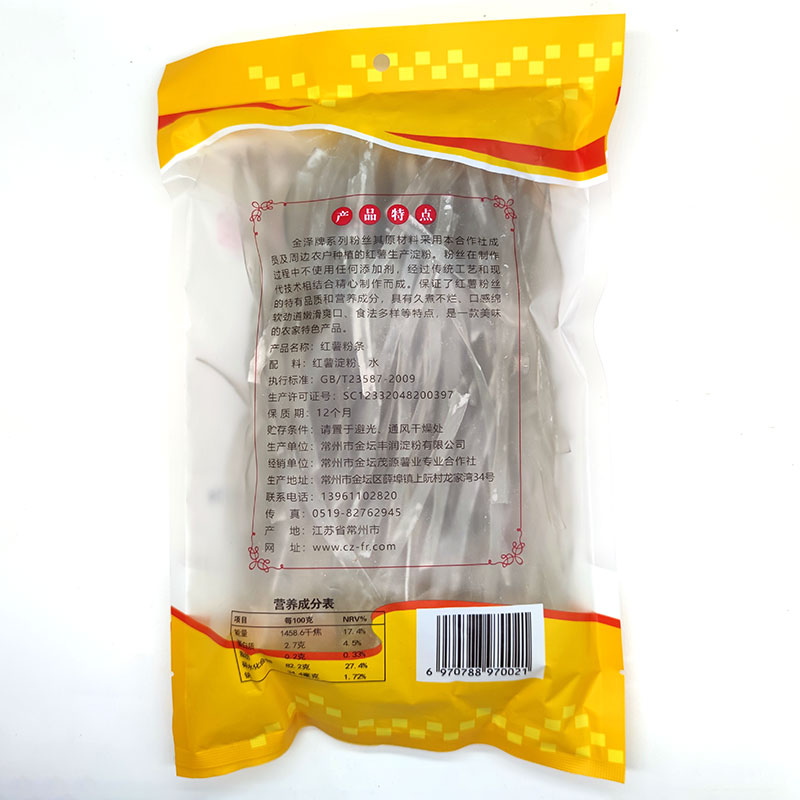 产品特点
金泽牌系列粉丝其原材料采用本合作社成
员及周边农户种植的红薯生产淀粉。粉丝在制作
过程中不使用任何添加剂，经过传统工艺和现
代技术相结合精心制作而成。保证了红薯粉丝
的特有品质和营养成分，具有久煮不烂、口感绵
软劲道嫩滑爽口、食法多样等特点，是一款美味
的农家特色产品。
产品名称：红薯粉条
配 料：红薯淀粉、水
执行标准：GB/T23587-2009
生产许可证号：SC12332048200397
保 质 期：12个月
贮存条件：请置于避光、通风干燥处
生产单位：常州市金坛丰润淀粉有限公司
经销单位：常州市金坛茂源薯业专业合作社
生产地址：常州市金坛区薛埠镇上阮村龙家湾34号
联系电话：13961102820
传 真：0519-82762945
产 地：江苏省常州市
网 址：www.cz-fr.com
营养成分表
项目 每100克 NRV%
能量 1458.6千焦 17.4%
2.7克 4.5%
0.2克 0.33%
82.2克 27.4%
1.72%
6 970788 970021